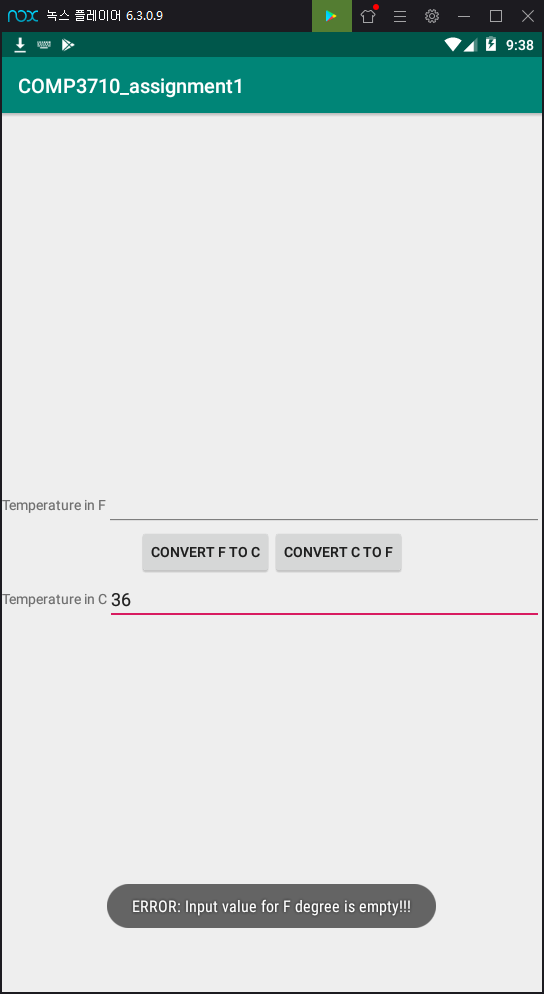 nox 녹스 플레이어 6.3.0.9
9:38
COMP3710_assignment1
Temperature in F
CONVERT F TO C CONVERT C TO F
Temperature in C 36
ERROR: Input value for F degree is empty!!!